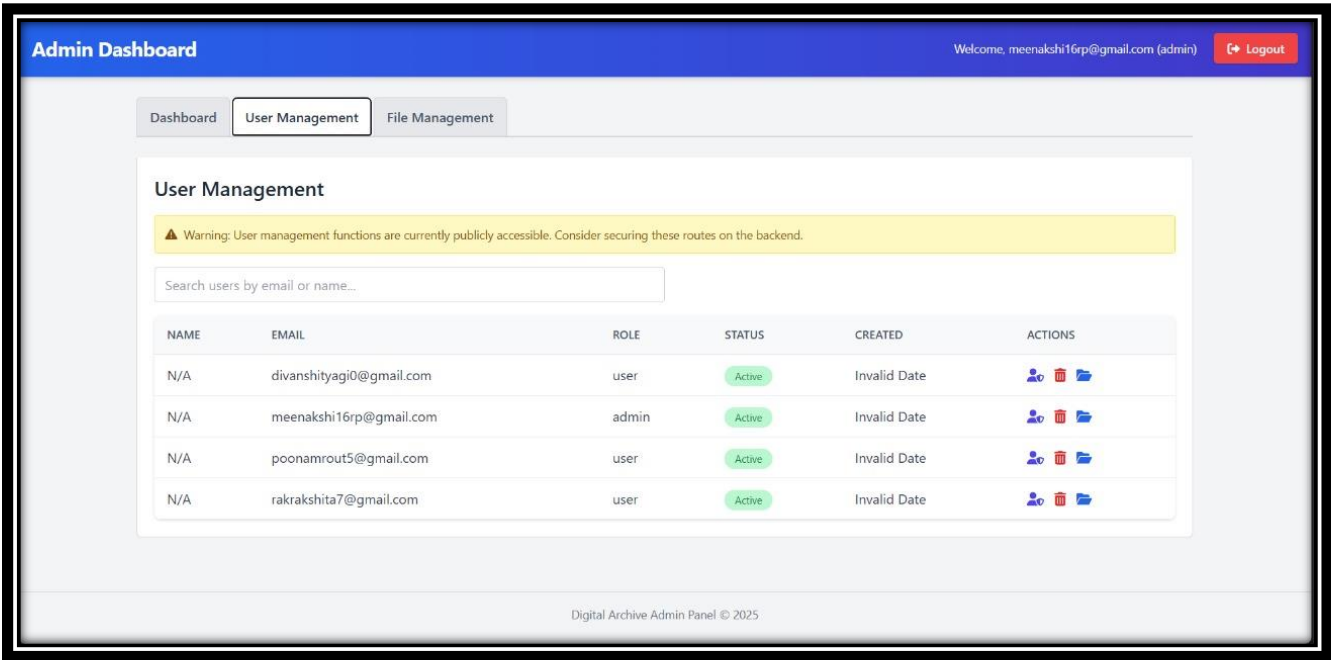 Admin Dashboard Welcome, meenakshi16rp@gmail.com (admin) Logout
Dashboard User Management File Management
User Management
Warning: User management functions are currently publicly accessible. Consider securing these routes on the backend.
Search users by email or name...
NAME EMAIL ROLE STATUS CREATED ACTIONS
N/A divanshityagi0@gmail.com user Active Invalid Date
N/A meenakshi16rp@gmail.com admin Active Invalid Date
N/A poonamrout5@gmail.com user Active Invalid Date
N/A rakrakshita7@gmail.com user Active Invalid Date
Digital Archive Admin Panel © 2025